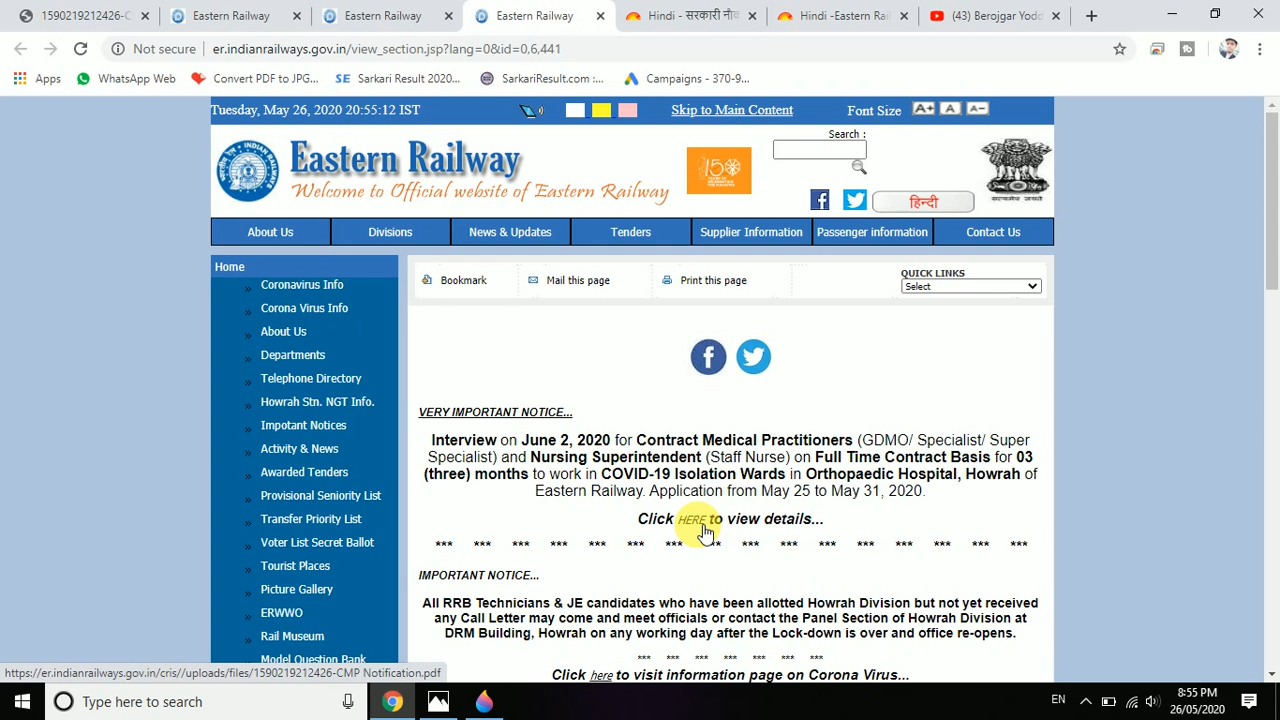 1590219212426-C
Eastern Railway
Eastern Railway
Eastern Railway
Hindi - सरकारी नौक
Hindi -Eastern Rail
(43) Berojgar Yodd
Not secure
er.indianrailways.gov.in/view_section.jsp?lang=0&id=0,6,441
Apps
WhatsApp Web
Convert PDF to JPG...
SE Sarkari Result 2020...
SarkariResult.com :...
Campaigns - 370-9...
Tuesday, May 26, 2020 20:55:12 IST
Skip to Main Content
Font Size
A+ A A-
Eastern Railway
Welcome to Official website of Eastern Railway
Search :
हिन्दी
About Us
Divisions
News & Updates
Tenders
Supplier Information
Passenger information
Contact Us
Home
Coronavirus Info
Corona Virus Info
About Us
Departments
Telephone Directory
Howrah Stn. NGT Info.
Impotant Notices
Activity & News
Awarded Tenders
Provisional Seniority List
Transfer Priority List
Voter List Secret Ballot
Tourist Places
Picture Gallery
ERWWO
Rail Museum
Model Question Bank
Bookmark
Mail this page
Print this page
QUICK LINKS
Select
VERY IMPORTANT NOTICE...
Interview on June 2, 2020 for Contract Medical Practitioners (GDMO/ Specialist/ Super
Specialist) and Nursing Superintendent (Staff Nurse) on Full Time Contract Basis for 03
(three) months to work in COVID-19 Isolation Wards in Orthopaedic Hospital, Howrah of
Eastern Railway. Application from May 25 to May 31, 2020.
Click HERE to view details...
*** *** *** *** *** *** *** *** *** *** *** *** *** *** *** ***
IMPORTANT NOTICE...
All RRB Technicians & JE candidates who have been allotted Howrah Division but not yet received
any Call Letter may come and meet officials or contact the Panel Section of Howrah Division at
DRM Building, Howrah on any working day after the Lock-down is over and office re-opens.
*** *** *** *** *** *** ***
Click here to visit information page on Corona Virus...
https://er.indianrailways.gov.in/cris//uploads/files/1590219212426-CMP Notification.pdf
Type here to search
EN
8:55 PM
26/05/2020